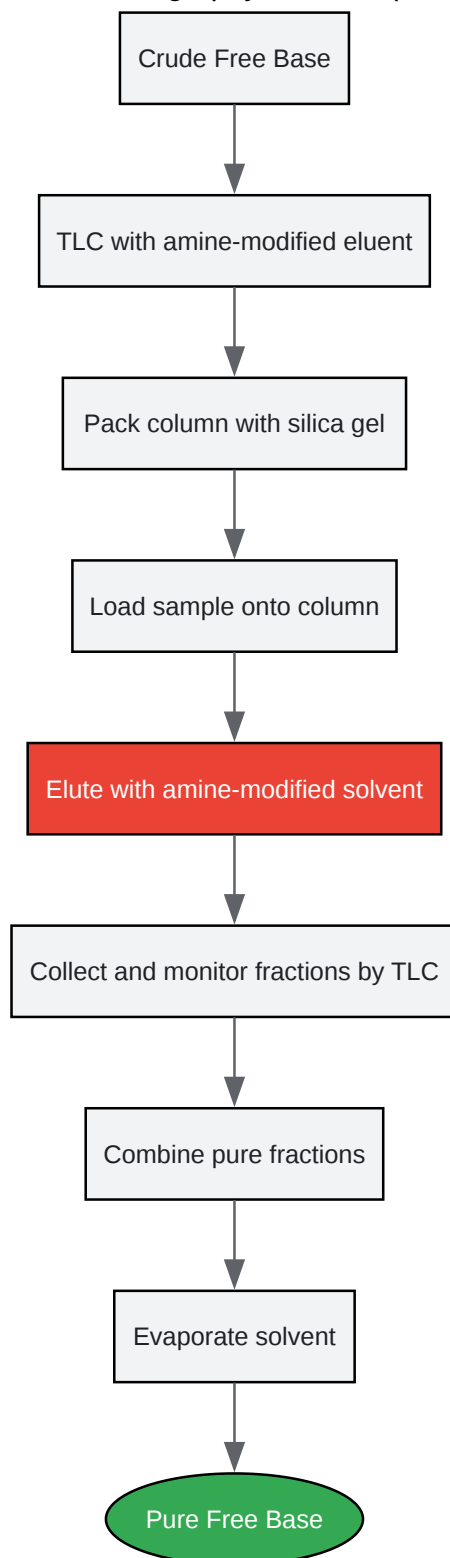 Crude Free Base
TLC with amine-modified eluent
Pack column with silica gel
Load sample onto column
Elute with amine-modified solvent
Collect and monitor fractions by TLC
Combine pure fractions
Evaporate solvent
Pure Free Base